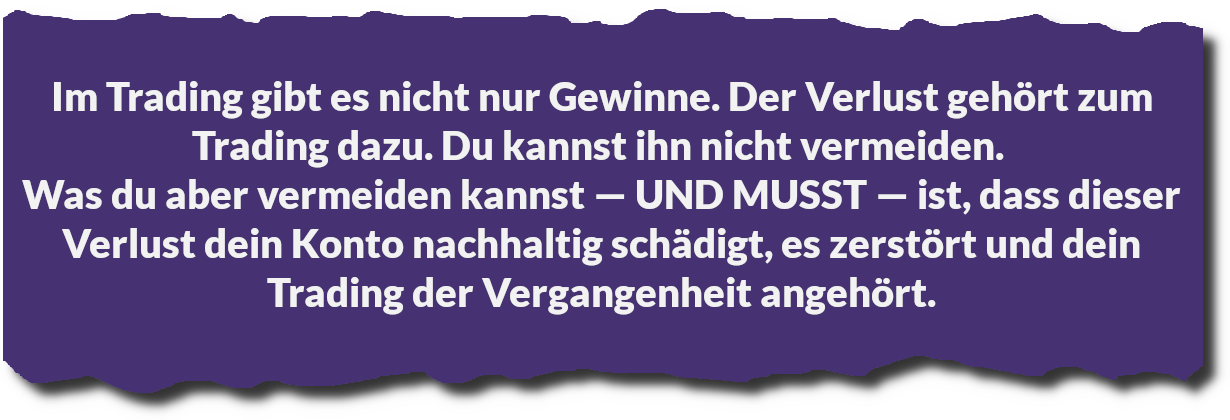 Im Trading gibt es nicht nur Gewinne. Der Verlust gehört zum
Trading dazu. Du kannst ihn nicht vermeiden.
Was du aber vermeiden kannst — UND MUSST — ist, dass dieser
Verlust dein Konto nachhaltig schädigt, es zerstört und dein
Trading der Vergangenheit angehört.